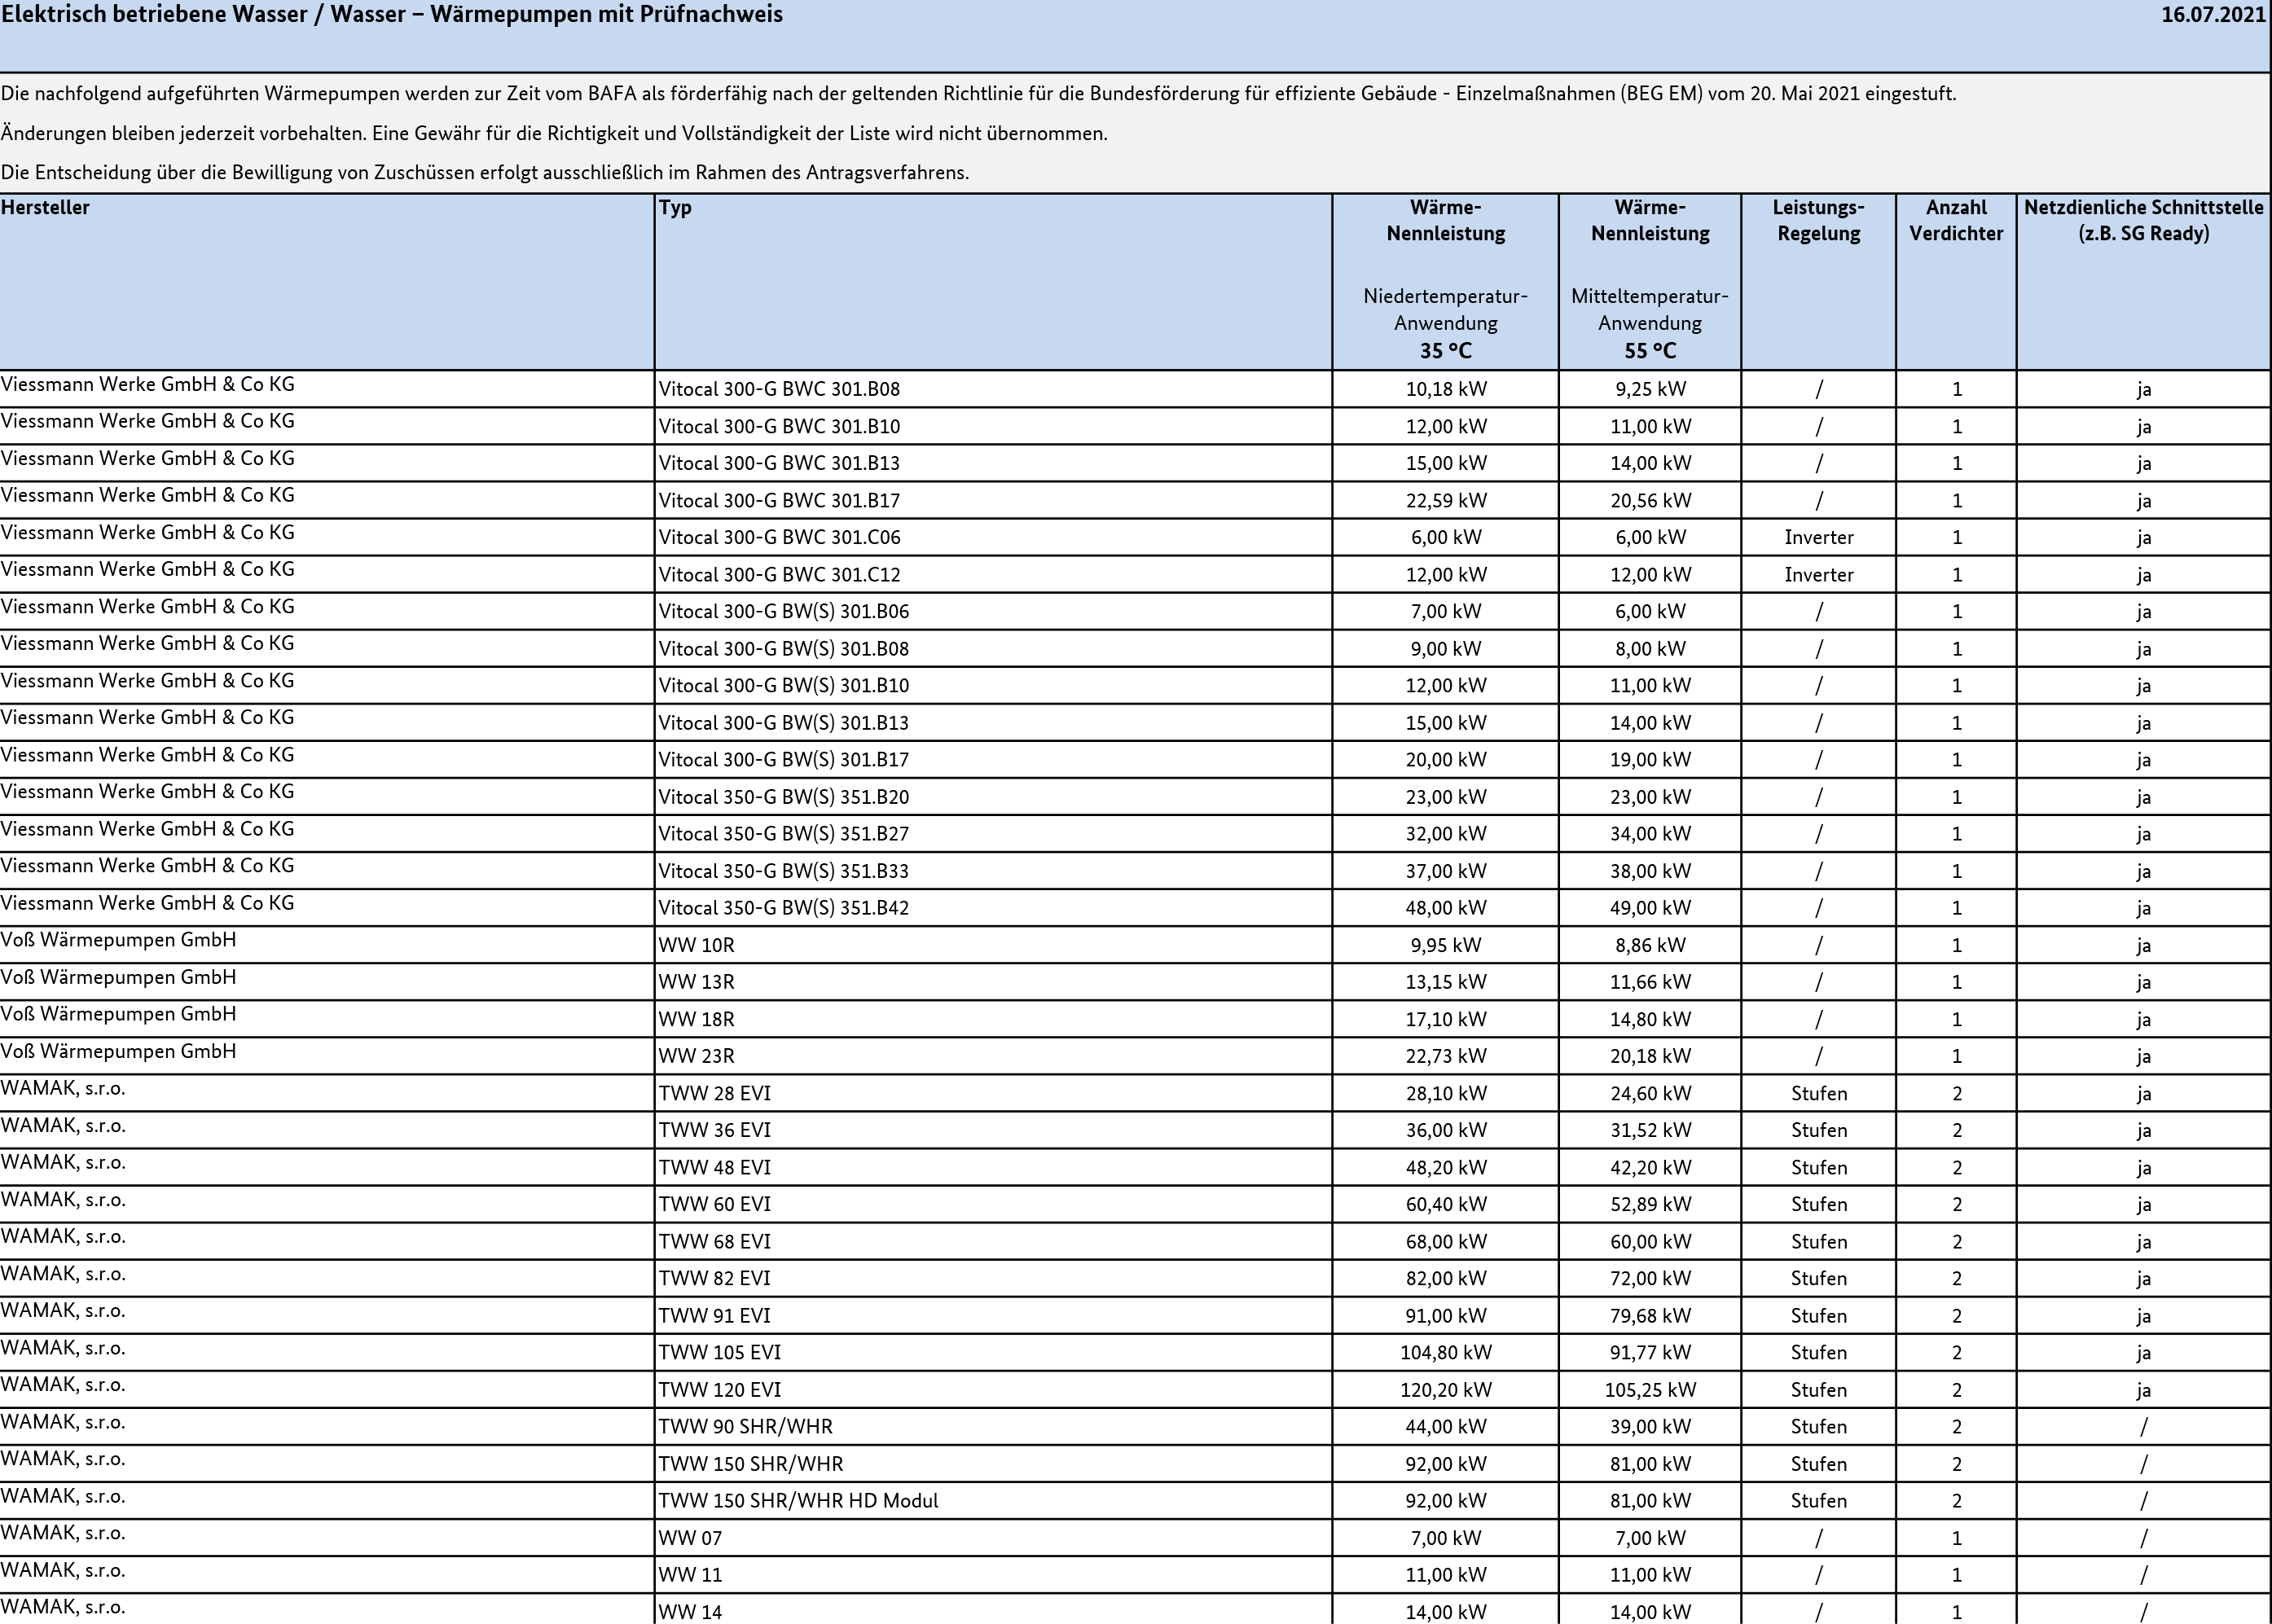 Elektrisch betriebene Wasser / Wasser – Wärmepumpen mit Prüfnachweis 16.07.2021
Die nachfolgend aufgeführten Wärmepumpen werden zur Zeit vom BAFA als förderfähig nach der geltenden Richtlinie für die Bundesförderung für effiziente Gebäude - Einzelmaßnahmen (BEG EM) vom 20. Mai 2021 eingestuft.
Änderungen bleiben jederzeit vorbehalten. Eine Gewähr für die Richtigkeit und Vollständigkeit der Liste wird nicht übernommen.
Die Entscheidung über die Bewilligung von Zuschüssen erfolgt ausschließlich im Rahmen des Antragsverfahrens.
Hersteller Typ Wärme- Wärme- Leistungs- Anzahl Netzdienliche Schnittstelle
Nennleistung Nennleistung Regelung Verdichter (z.B. SG Ready)
Niedertemperatur- Mitteltemperatur-
Anwendung Anwendung
35 °C 55 °C
Viessmann Werke GmbH & Co KG Vitocal 300-G BWC 301.B08 10,18 kW 9,25 kW / 1 ja
Viessmann Werke GmbH & Co KG Vitocal 300-G BWC 301.B10 12,00 kW 11,00 kW / 1 ja
Viessmann Werke GmbH & Co KG Vitocal 300-G BWC 301.B13 15,00 kW 14,00 kW / 1 ja
Viessmann Werke GmbH & Co KG Vitocal 300-G BWC 301.B17 22,59 kW 20,56 kW / 1 ja
Viessmann Werke GmbH & Co KG Vitocal 300-G BWC 301.C06 6,00 kW 6,00 kW Inverter 1 ja
Viessmann Werke GmbH & Co KG Vitocal 300-G BWC 301.C12 12,00 kW 12,00 kW Inverter 1 ja
Viessmann Werke GmbH & Co KG Vitocal 300-G BW(S) 301.B06 7,00 kW 6,00 kW / 1 ja
Viessmann Werke GmbH & Co KG Vitocal 300-G BW(S) 301.B08 9,00 kW 8,00 kW / 1 ja
Viessmann Werke GmbH & Co KG Vitocal 300-G BW(S) 301.B10 12,00 kW 11,00 kW / 1 ja
Viessmann Werke GmbH & Co KG Vitocal 300-G BW(S) 301.B13 15,00 kW 14,00 kW / 1 ja
Viessmann Werke GmbH & Co KG Vitocal 300-G BW(S) 301.B17 20,00 kW 19,00 kW / 1 ja
Viessmann Werke GmbH & Co KG Vitocal 350-G BW(S) 351.B20 23,00 kW 23,00 kW / 1 ja
Viessmann Werke GmbH & Co KG Vitocal 350-G BW(S) 351.B27 32,00 kW 34,00 kW / 1 ja
Viessmann Werke GmbH & Co KG Vitocal 350-G BW(S) 351.B33 37,00 kW 38,00 kW / 1 ja
Viessmann Werke GmbH & Co KG Vitocal 350-G BW(S) 351.B42 48,00 kW 49,00 kW / 1 ja
Voß Wärmepumpen GmbH WW 10R 9,95 kW 8,86 kW / 1 ja
Voß Wärmepumpen GmbH WW 13R 13,15 kW 11,66 kW / 1 ja
Voß Wärmepumpen GmbH WW 18R 17,10 kW 14,80 kW / 1 ja
Voß Wärmepumpen GmbH WW 23R 22,73 kW 20,18 kW / 1 ja
WAMAK, s.r.o. TWW 28 EVI 28,10 kW 24,60 kW Stufen 2 ja
WAMAK, s.r.o. TWW 36 EVI 36,00 kW 31,52 kW Stufen 2 ja
WAMAK, s.r.o. TWW 48 EVI 48,20 kW 42,20 kW Stufen 2 ja
WAMAK, s.r.o. TWW 60 EVI 60,40 kW 52,89 kW Stufen 2 ja
WAMAK, s.r.o. TWW 68 EVI 68,00 kW 60,00 kW Stufen 2 ja
WAMAK, s.r.o. TWW 82 EVI 82,00 kW 72,00 kW Stufen 2 ja
WAMAK, s.r.o. TWW 91 EVI 91,00 kW 79,68 kW Stufen 2 ja
WAMAK, s.r.o. TWW 105 EVI 104,80 kW 91,77 kW Stufen 2 ja
WAMAK, s.r.o. TWW 120 EVI 120,20 kW 105,25 kW Stufen 2 ja
WAMAK, s.r.o. TWW 90 SHR/WHR 44,00 kW 39,00 kW Stufen 2 /
WAMAK, s.r.o. TWW 150 SHR/WHR 92,00 kW 81,00 kW Stufen 2 /
WAMAK, s.r.o. TWW 150 SHR/WHR HD Modul 92,00 kW 81,00 kW Stufen 2 /
WAMAK, s.r.o. WW 07 7,00 kW 7,00 kW / 1 /
WAMAK, s.r.o. WW 11 11,00 kW 11,00 kW / 1 /
WAMAK, s.r.o. WW 14 14,00 kW 14,00 kW / 1 /